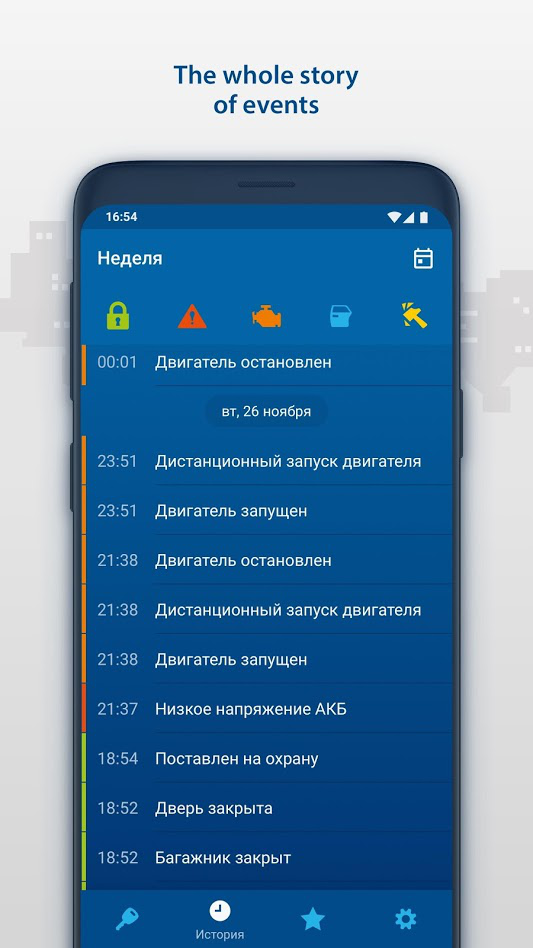 The whole story
of events
16:54
Неделя
00:01 Двигатель остановлен
вт, 26 ноября
23:51 Дистанционный запуск двигателя
23:51 Двигатель запущен
21:38 Двигатель остановлен
21:38 Дистанционный запуск двигателя
21:38 Двигатель запущен
21:37 Низкое напряжение АКБ
18:54 Поставлен на охрану
18:52 Дверь закрыта
18:52 Багажник закрыт
История